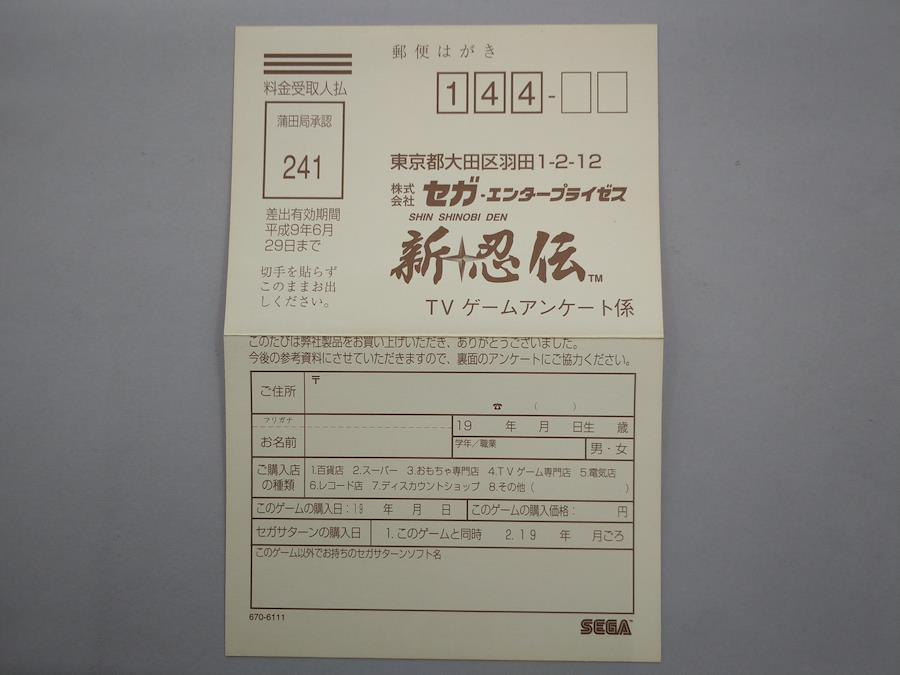 郵便はがき
料金受取人払
144-
蒲田局承認
241
東京都大田区羽田1-2-12
株式会社 セガ・エンタープライゼス
SHIN SHINOBI DEN
新忍伝TM
TV ゲームアンケート係
差出有効期間
平成9年6月
29日まで
切手を貼らず
このままお出
しください。
このたびは弊社製品をお買い上げいただき、ありがとうございました。
今後の参考資料にさせていただきますので、裏面のアンケートにご協力ください。
ご住所 〒
☎ ( )
フリガナ
お名前
19 年 月 日生 歳
学年/職業
男・女
ご購入店の種類
1.百貨店 2.スーパー 3.おもちゃ専門店 4.TVゲーム専門店 5.電気店
6.レコード店 7.ディスカウントショップ 8.その他 ( )
このゲームの購入日：19 年 月 日 このゲームの購入価格： 円
セガサターンの購入日 1.このゲームと同時 2.19 年 月ごろ
このゲーム以外でお持ちのセガサターンソフト名
670-6111
SEGA